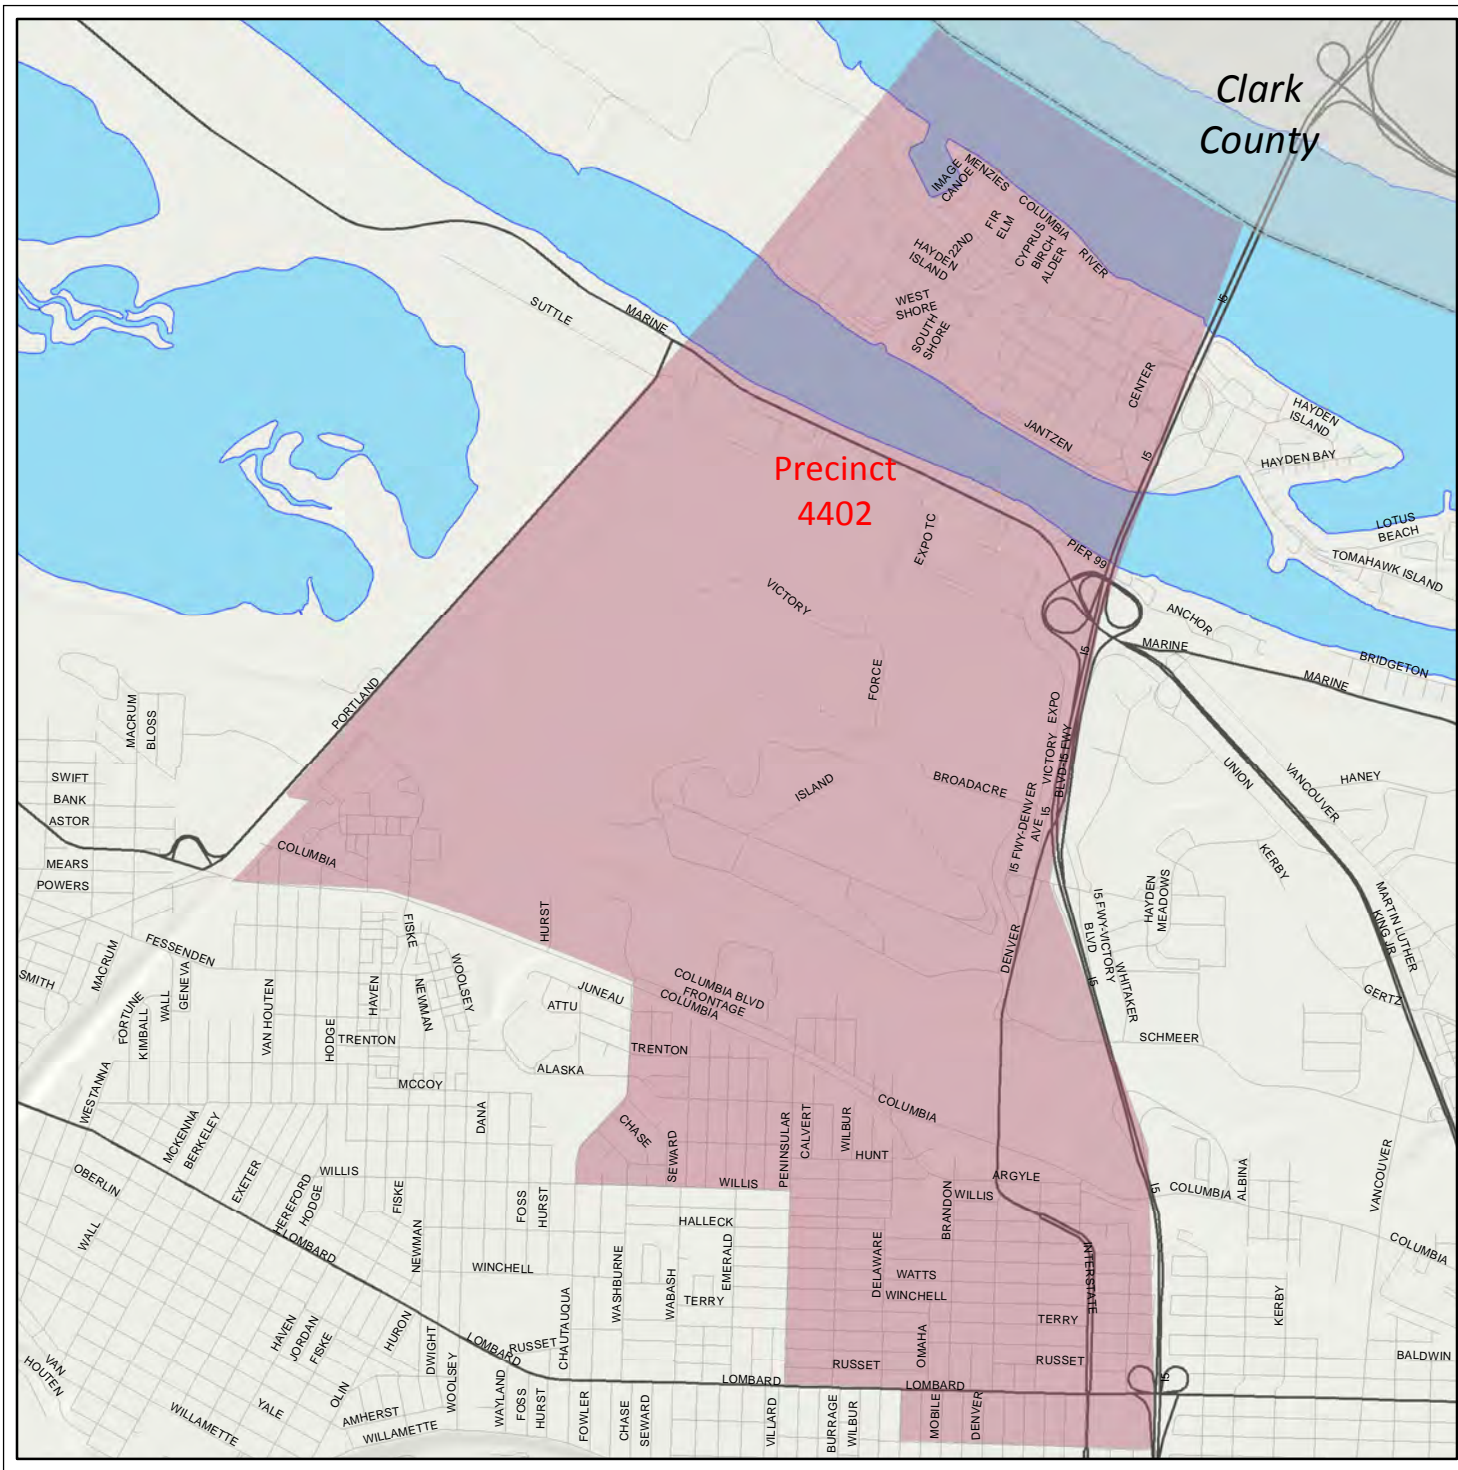 Clark
County
IMAGE
CANOE
MENZIES
COLUMBIA
RIVER
FIR
ELM
CYPRUS
BIRCH
ALDER
22ND
HAYDEN
ISLAND
WEST
SHORE
SOUTH
SHORE
I5
SUTTLE
MARINE
CENTER
JANTZEN
I5
HAYDEN
ISLAND
HAYDEN BAY
LOTUS
BEACH
TOMAHAWK ISLAND
Precinct
4402
EXPO TC
PIER 99
VICTORY
ANCHOR
MARINE
BRIDGETON
MARINE
I5
FORCE
PORTLAND
MACRUM
BLOSS
VICTORY EXPO
BLVD-I5 FWY
UNION
VANCOUVER
HANEY
SWIFT
BANK
ASTOR
ISLAND
BROADACRE
I5 FWY-DENVER
AVE
I5
MEARS
POWERS
COLUMBIA
KERBY
HAYDEN
MEADOWS
MARTIN LUTHER
KING JR
I5 FWY-VICTORY
BLVD
WHITAKER
I5
FISKE
HURST
DENVER
FESSENDEN
MACRUM
SMITH
GENEVA
WALL
FORTUNE
KIMBALL
VAN HOUTEN
HAVEN
NEWMAN
WOOLSEY
HODGE
TRENTON
ATTU
JUNEAU
COLUMBIA BLVD
FRONTAGE
COLUMBIA
GERTZ
SCHMEER
TRENTON
ALASKA
MCCOY
WESTANNA
DANA
MCKENNA
BERKELEY
CHASE
SEWARD
PENINSULAR
CALVERT
WILBUR
COLUMBIA
HUNT
ARGYLE
WILLIS
WILLIS
BRANDON
I5
COLUMBIA
ALBINA
VANCOUVER
COLUMBIA
OBERLIN
WALL
EXETER
HEREFORD
HODGE
WILLIS
FISKE
FOSS
HURST
HALLECK
NEWMAN
LOMBARD
WINCHELL
WASHBURNE
WABASH
EMERALD
TERRY
DELAWARE
WATTS
WINCHELL
INTERSTATE
TERRY
KERBY
CHAUTAUQUA
HAVEN
JORDAN
FISKE
HURON
DWIGHT
WOOLSEY
LOMBARD
RUSSET
RUSSET
OMAHA
RUSSET
BALDWIN
VAN
HOUTEN
LOMBARD
LOMBARD
I5
WILLAMETTE
YALE
OLIN
AMHERST
WILLAMETTE
WAYLAND
FOSS
HURST
FOWLER
CHASE
SEWARD
VILLARD
BURRAGE
WILBUR
MOBILE
DENVER